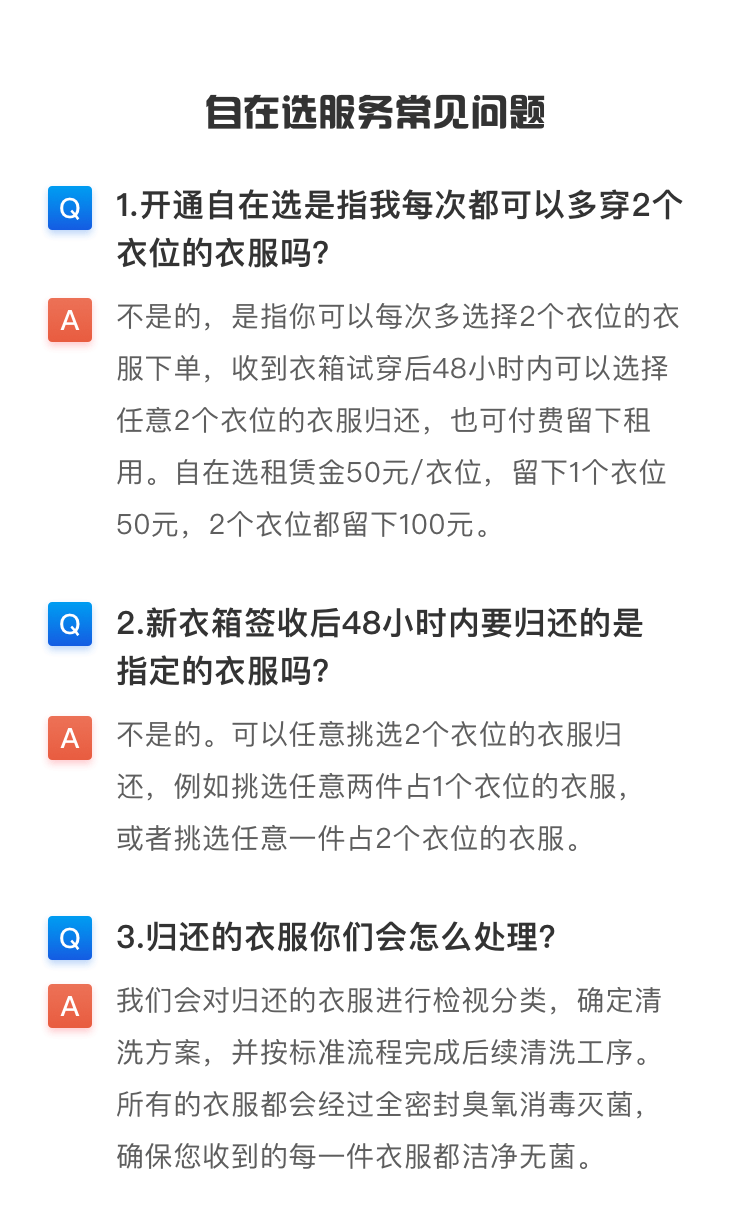 自在选服务常见问题
Q
1.开通自在选是指我每次都可以多穿2个
衣位的衣服吗?
A
不是的，是指你可以每次多选择2个衣位的衣
服下单，收到衣箱试穿后48小时内可以选择
任意2个衣位的衣服归还，也可付费留下租
用。自在选租赁金50元/衣位，留下1个衣位
50元，2个衣位都留下100元。
Q
2.新衣箱签收后48小时内要归还的是
指定的衣服吗?
A
不是的。可以任意挑选2个衣位的衣服归
还，例如挑选任意两件占1个衣位的衣服，
或者挑选任意一件占2个衣位的衣服。
Q
3.归还的衣服你们会怎么处理?
A
我们会对归还的衣服进行检视分类，确定清
洗方案，并按标准流程完成后续清洗工序。
所有的衣服都会经过全密封臭氧消毒灭菌，
确保您收到的每一件衣服都洁净无菌。